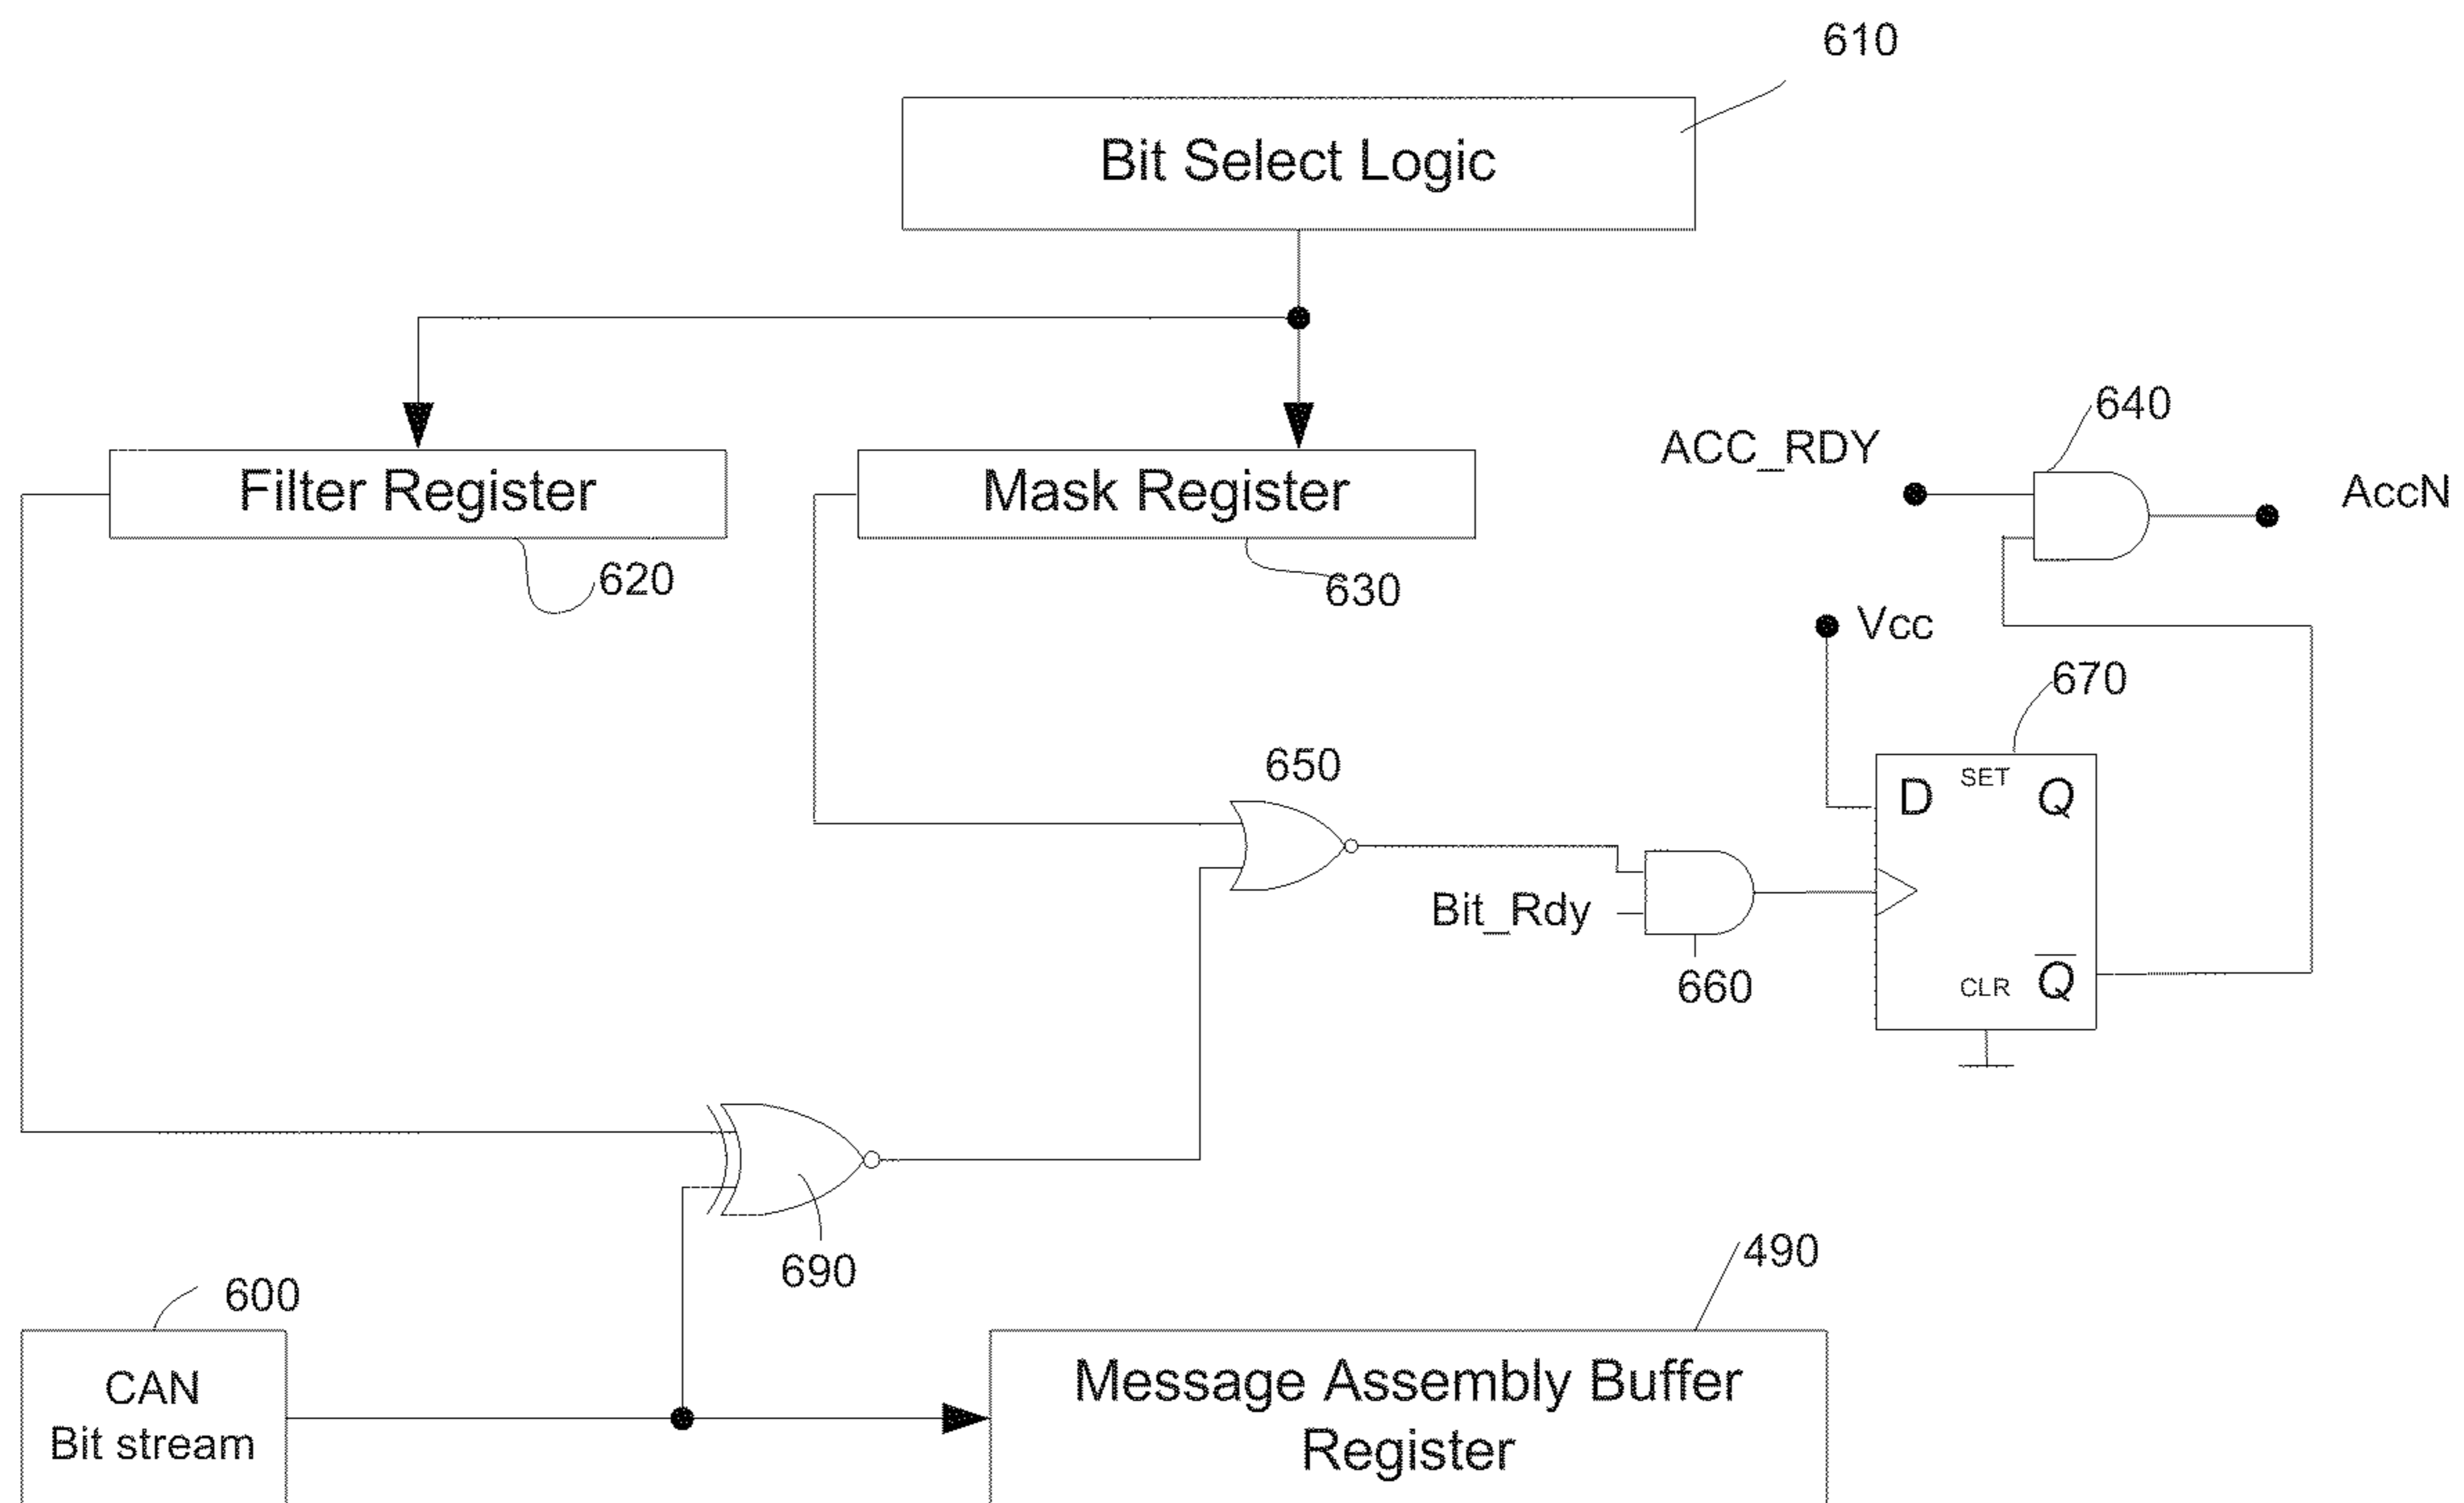 610
Bit Select Logic
640
ACC_RDY
AccN
Filter Register
Mask Register
620
630
Vcc
670
650
D
SET
Q
Bit_Rdy
660
CLR
Q̅
690
490
600
CAN
Bit stream
Message Assembly Buffer
Register